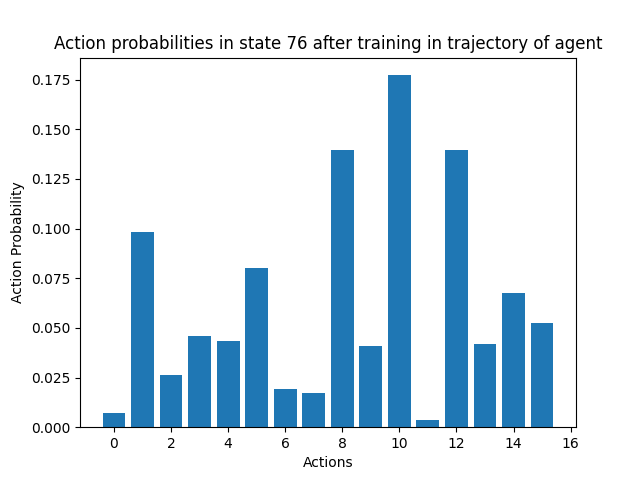 Action probabilities in state 76 after training in trajectory of agent
0.175
0.150
0.125
0.100
0.075
0.050
0.025
0.000
Action Probability
0 2 4 6 8 10 12 14 16
Actions